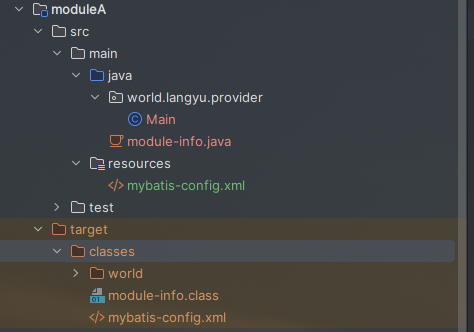 moduleA
src
main
java
world.langyu.provider
Main
module-info.java
resources
mybatis-config.xml
test
target
classes
world
module-info.class
mybatis-config.xml